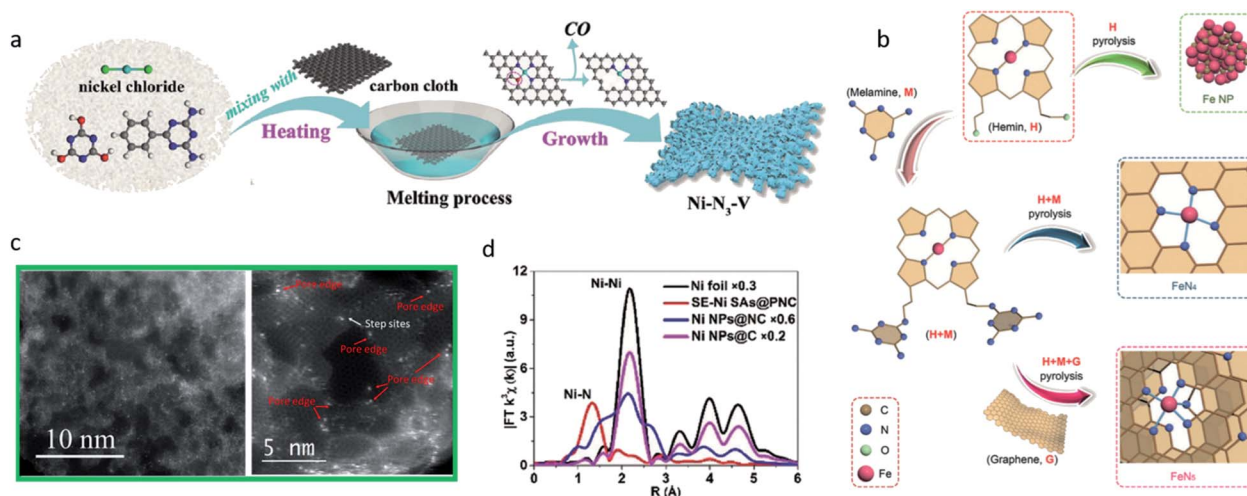 a
nickel chloride
mixing with
Heating
carbon cloth
Melting process
CO
Growth
Ni-N₃-V
b
(Melamine, M)
(Hemin, H)
H
pyrolysis
Fe NP
H+M
pyrolysis
FeN₄
(H+M)
H+M+G
pyrolysis
(Graphene, G)
FeN₅
C
N
O
Fe
c
10 nm
Pore edge
Pore edge
Step sites
Pore edge
Pore edge
Pore edge
5 nm
d
|FT k³χ (k)| (a.u.)
12
9
6
3
0
Ni-Ni
Ni-N
Ni foil ×0.3
SE-Ni SAs@PNC
Ni NPs@NC ×0.6
Ni NPs@C ×0.2
0 1 2 3 4 5 6
R (Å)